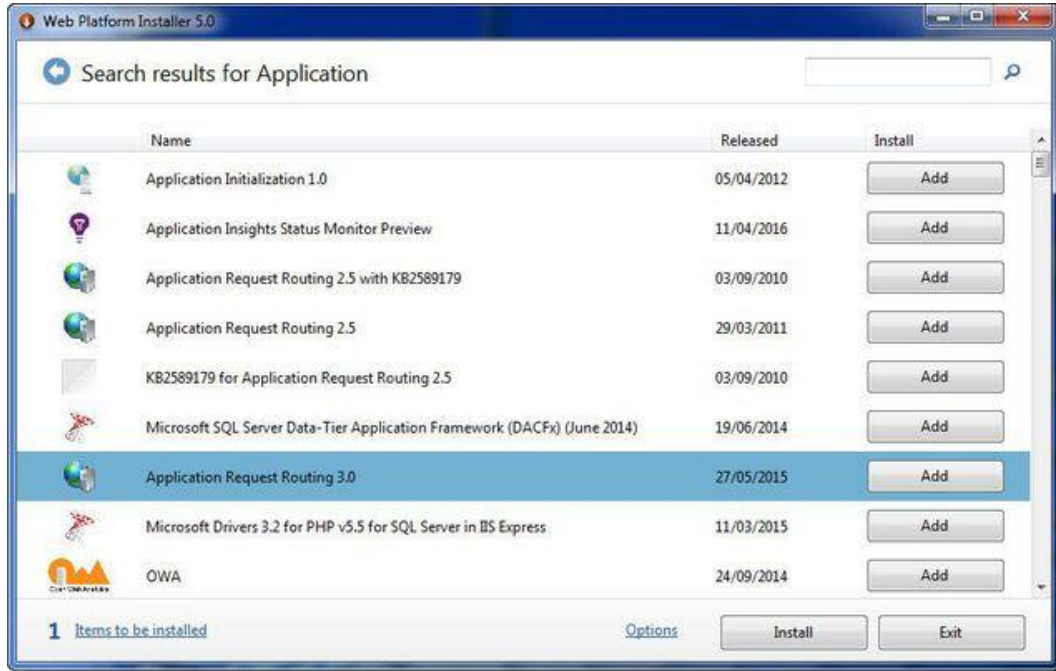 Web Platform Installer 5.0
Search results for Application
Name Released Install
Application Initialization 1.0 05/04/2012 Add
Application Insights Status Monitor Preview 11/04/2016 Add
Application Request Routing 2.5 with KB2589179 03/09/2010 Add
Application Request Routing 2.5 29/03/2011 Add
KB2589179 for Application Request Routing 2.5 03/09/2010 Add
Microsoft SQL Server Data-Tier Application Framework (DACFx) (June 2014) 19/06/2014 Add
Application Request Routing 3.0 27/05/2015 Add
Microsoft Drivers 3.2 for PHP v5.5 for SQL Server in IIS Express 11/03/2015 Add
OWA 24/09/2014 Add
1 Items to be installed Options Install Exit